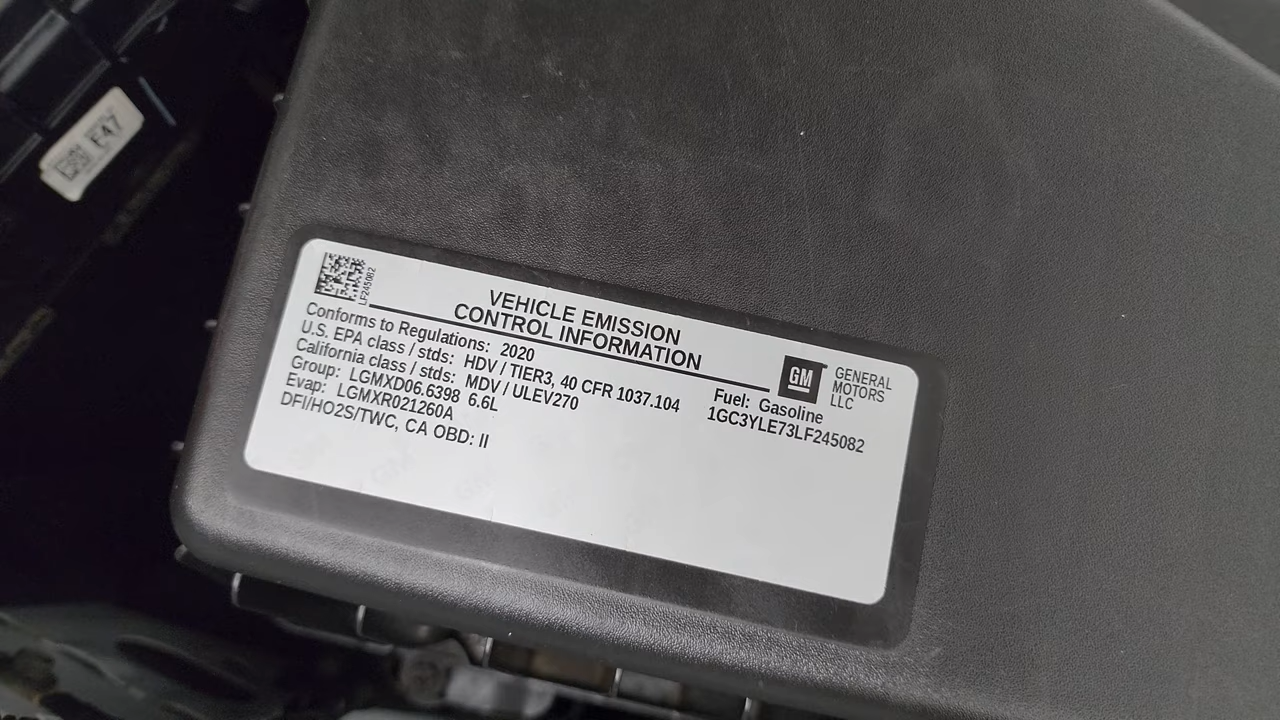 E47
LF245082
VEHICLE EMISSION
CONTROL INFORMATION
GM
GENERAL
MOTORS
LLC
Conforms to Regulations: 2020
U.S. EPA class / stds: HDV / TIER3, 40 CFR 1037.104
California class / stds: MDV / ULEV270
Group: LGMXD06.6398 6.6L
Evap: LGMXR021260A
DFI/HO2S/TWC, CA OBD: II
Fuel: Gasoline
1GC3YLE73LF245082